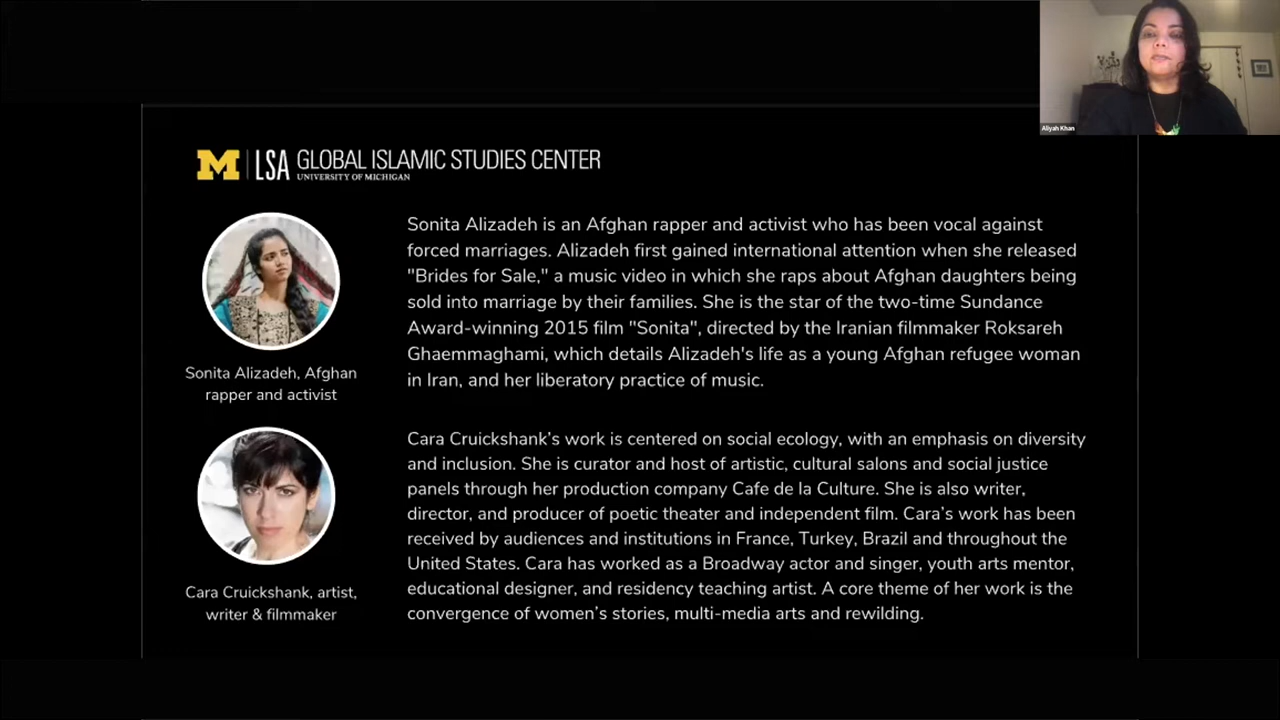 Aliyah Khan
M LSA GLOBAL ISLAMIC STUDIES CENTER
UNIVERSITY OF MICHIGAN
Sonita Alizadeh is an Afghan rapper and activist who has been vocal against
forced marriages. Alizadeh first gained international attention when she released
"Brides for Sale," a music video in which she raps about Afghan daughters being
sold into marriage by their families. She is the star of the two-time Sundance
Award-winning 2015 film "Sonita", directed by the Iranian filmmaker Roksareh
Ghaemmaghami, which details Alizadeh's life as a young Afghan refugee woman
in Iran, and her liberatory practice of music.
Sonita Alizadeh, Afghan
rapper and activist
Cara Cruickshank’s work is centered on social ecology, with an emphasis on diversity
and inclusion. She is curator and host of artistic, cultural salons and social justice
panels through her production company Cafe de la Culture. She is also writer,
director, and producer of poetic theater and independent film. Cara’s work has been
received by audiences and institutions in France, Turkey, Brazil and throughout the
United States. Cara has worked as a Broadway actor and singer, youth arts mentor,
educational designer, and residency teaching artist. A core theme of her work is the
convergence of women’s stories, multi-media arts and rewilding.
Cara Cruickshank, artist,
writer & filmmaker